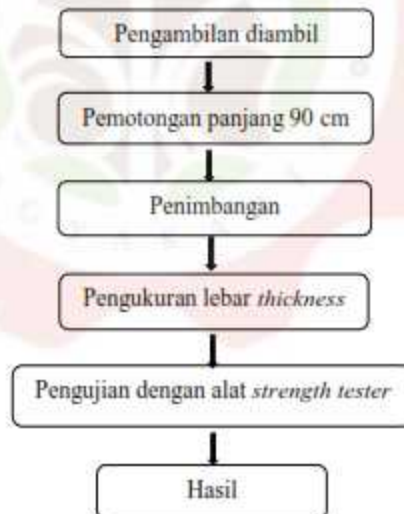 Pengambilan diambil
Pemotongan panjang 90 cm
Penimbangan
Pengukuran lebar thickness
Pengujian dengan alat strength tester
Hasil